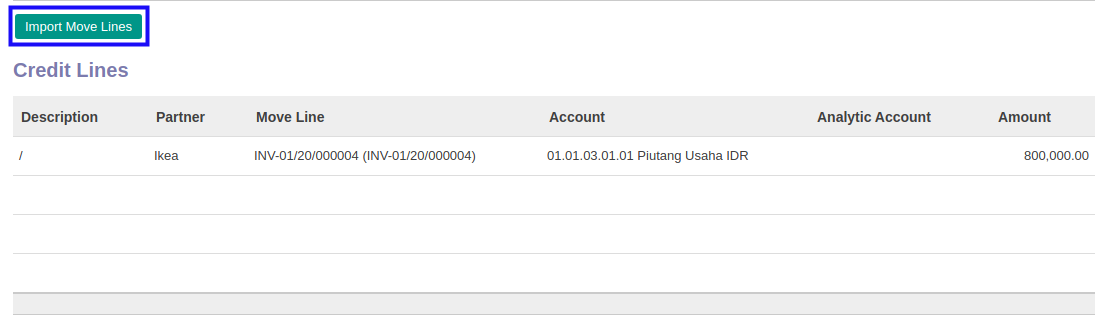 Import Move Lines
Credit Lines
Description Partner Move Line Account Analytic Account Amount
/ Ikea INV-01/20/000004 (INV-01/20/000004) 01.01.03.01.01 Piutang Usaha IDR 800,000.00